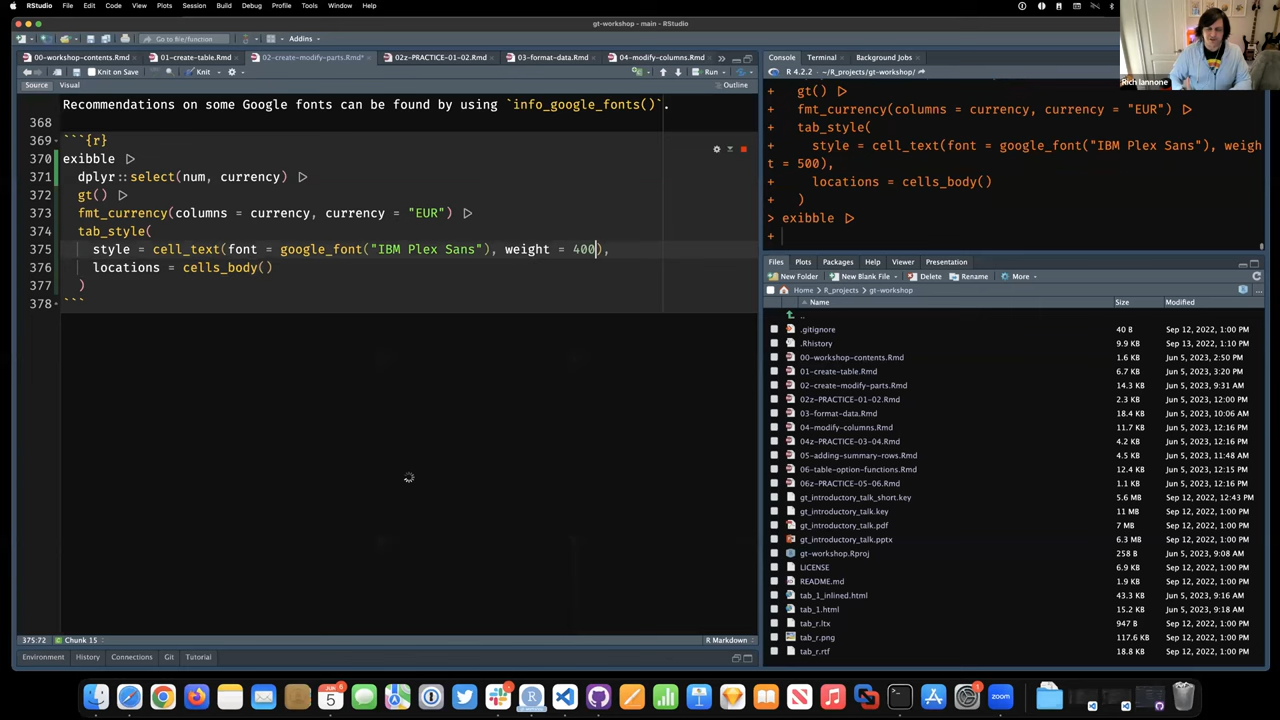 RStudio File Edit Code View Plots Session Build Debug Profile Tools Window Help
gt-workshop - main - RStudio
Go to file/function Addins
00-workshop-contents.Rmd 01-create-table.Rmd 02-create-modify-parts.Rmd* 02z-PRACTICE-01-02.Rmd 03-format-data.Rmd 04-modify-columns.Rmd
Knit on Save Knit Run
Source Visual Outline
Recommendations on some Google fonts can be found by using `info_google_fonts()`.
368
369 ```{r}
370 exibble ▷
371 dplyr::select(num, currency) ▷
372 gt() ▷
373 fmt_currency(columns = currency, currency = "EUR") ▷
374 tab_style(
375 style = cell_text(font = google_font("IBM Plex Sans"), weight = 400),
376 locations = cells_body()
377 )
378 ```
375:72 Chunk 15 R Markdown
Environment History Connections Git Tutorial
Console Terminal Background Jobs
R 4.2.2 · ~/R_projects/gt-workshop/
Rich Iannone
+ gt() ▷
+ fmt_currency(columns = currency, currency = "EUR") ▷
+ tab_style(
+ style = cell_text(font = google_font("IBM Plex Sans"), weigh
t = 500),
+ locations = cells_body()
+ )
> exibble ▷
+
Files Plots Packages Help Viewer Presentation
New Folder New Blank File Delete Rename More
Home R_projects gt-workshop
Name Size Modified
..
.gitignore 40 B Sep 12, 2022, 1:00 PM
.Rhistory 9.9 KB Sep 13, 2022, 1:10 PM
00-workshop-contents.Rmd 1.6 KB Jun 5, 2023, 2:50 PM
01-create-table.Rmd 6.7 KB Jun 5, 2023, 3:20 PM
02-create-modify-parts.Rmd 14.3 KB Jun 5, 2023, 9:31 AM
02z-PRACTICE-01-02.Rmd 2.3 KB Jun 5, 2023, 12:00 PM
03-format-data.Rmd 18.4 KB Jun 5, 2023, 10:06 AM
04-modify-columns.Rmd 11.7 KB Jun 5, 2023, 12:16 PM
04z-PRACTICE-03-04.Rmd 4.2 KB Jun 5, 2023, 12:16 PM
05-adding-summary-rows.Rmd 4.5 KB Jun 5, 2023, 11:48 AM
06-table-option-functions.Rmd 12.4 KB Jun 5, 2023, 12:15 PM
06z-PRACTICE-05-06.Rmd 1.1 KB Jun 5, 2023, 12:16 PM
gt_introductory_talk_short.key 5.6 MB Sep 12, 2022, 12:43 PM
gt_introductory_talk.key 11 MB Sep 12, 2022, 1:00 PM
gt_introductory_talk.pdf 7 MB Sep 12, 2022, 1:00 PM
gt_introductory_talk.pptx 6.3 MB Sep 12, 2022, 1:00 PM
gt-workshop.Rproj 258 B Jun 5, 2023, 9:08 AM
LICENSE Sep 12, 2022, 1:00 PM
README.md 1.9 KB Sep 12, 2022, 1:00 PM
tab_1_inlined.html 43.3 KB Jun 5, 2023, 9:16 AM
tab_1.html 15.2 KB Jun 5, 2023, 9:18 AM
tab_r.ltx 947 B Sep 12, 2022, 1:00 PM
tab_r.png 117.6 KB Sep 12, 2022, 1:00 PM
tab_r.rtf 18.8 KB Sep 12, 2022, 1:00 PM
JUN 6
5
zoom